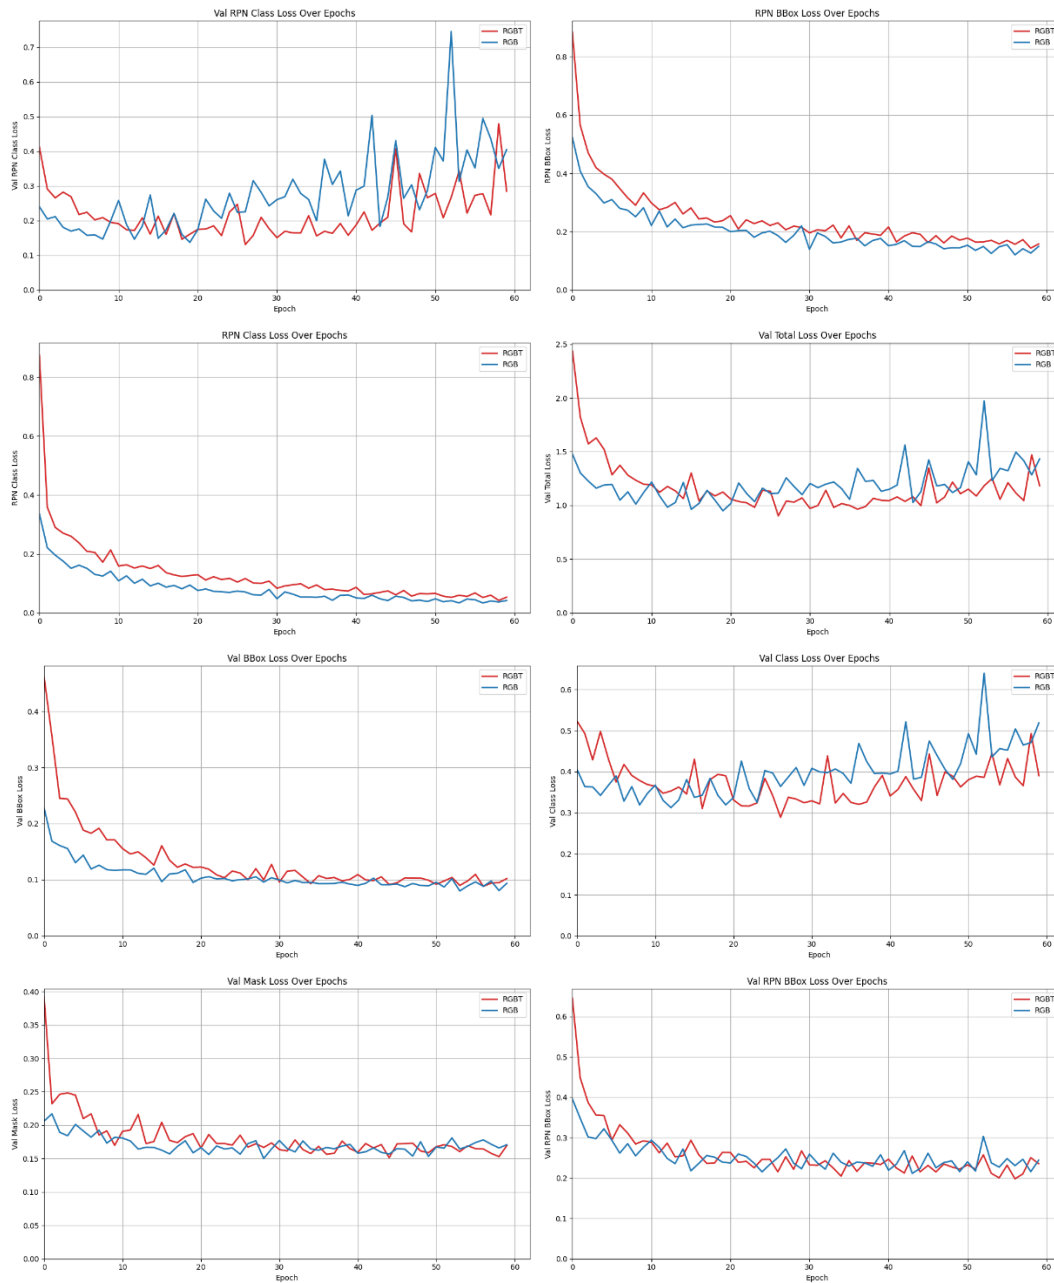 Val RPN Class Loss Over Epochs
RGBT
RGB
0.7
0.6
0.5
0.4
0.3
0.2
0.1
0.0
Val RPN Class Loss
0
10
20
30
40
50
60
Epoch
RPN BBox Loss Over Epochs
RGBT
RGB
0.8
0.6
0.4
0.2
0.0
RPN BBox Loss
0
10
20
30
40
50
60
Epoch
RPN Class Loss Over Epochs
RGBT
RGB
0.8
0.6
0.4
0.2
0.0
RPN Class Loss
0
10
20
30
40
50
60
Epoch
Val Total Loss Over Epochs
RGBT
RGB
2.5
2.0
1.5
1.0
0.5
0.0
Val Total Loss
0
10
20
30
40
50
60
Epoch
Val BBox Loss Over Epochs
RGBT
RGB
0.4
0.3
0.2
0.1
0.0
Val BBox Loss
0
10
20
30
40
50
60
Epoch
Val Class Loss Over Epochs
RGBT
RGB
0.6
0.5
0.4
0.3
0.2
0.1
0.0
Val Class Loss
0
10
20
30
40
50
60
Epoch
Val Mask Loss Over Epochs
RGBT
RGB
0.40
0.35
0.30
0.25
0.20
0.15
0.10
0.05
0.00
Val Mask Loss
0
10
20
30
40
50
60
Epoch
Val RPN BBox Loss Over Epochs
RGBT
RGB
0.6
0.5
0.4
0.3
0.2
0.1
0.0
Val RPN BBox Loss
0
10
20
30
40
50
60
Epoch